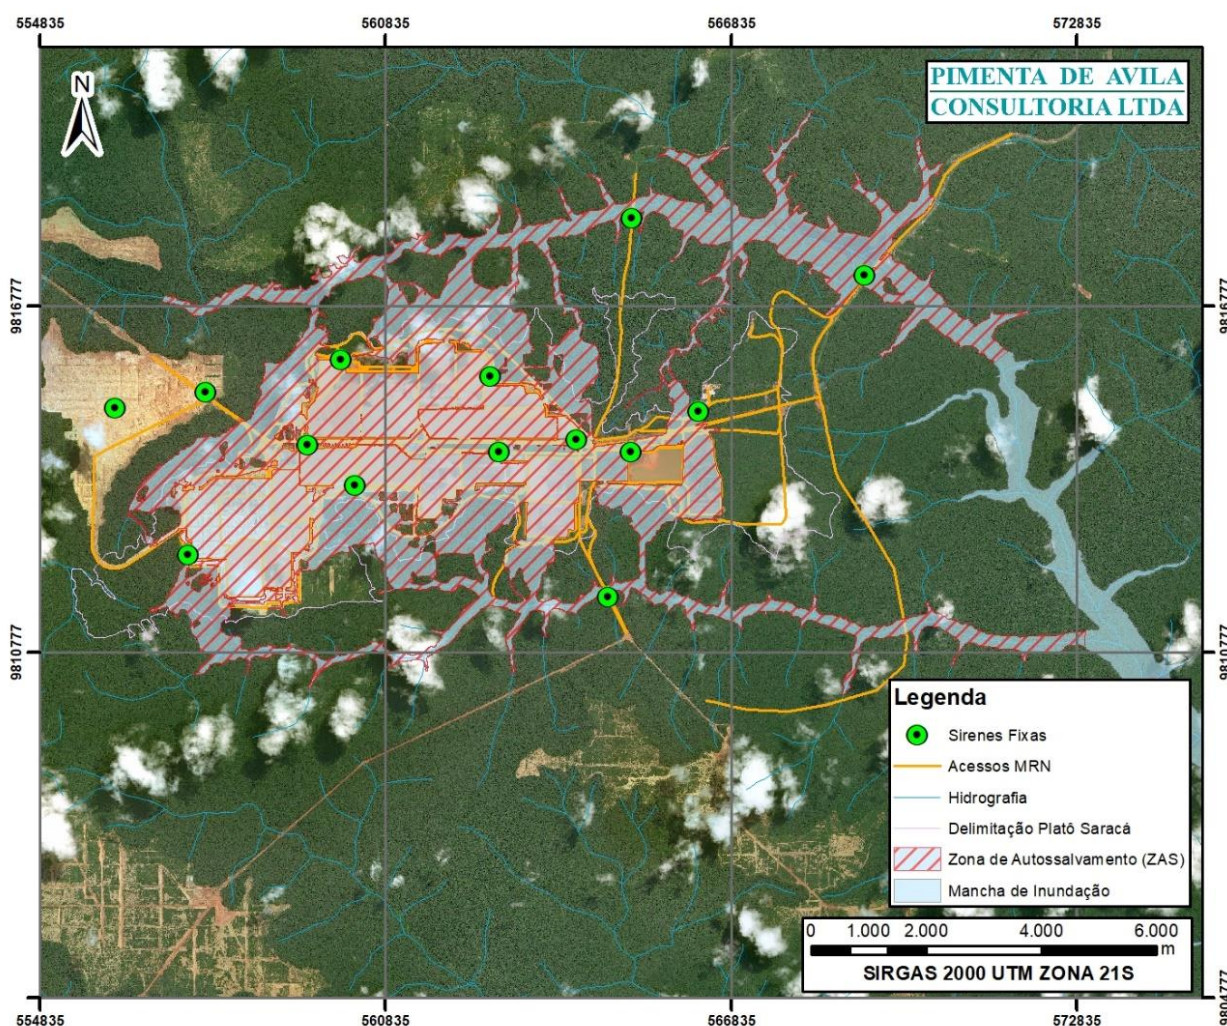 554835 560835 566835 572835
N
PIMENTA DE AVILA
CONSULTORIA LTDA
9816777 9816777
9810777 9810777
Legenda
Sirenes Fixas
Acessos MRN
Hidrografia
Delimitação Platô Saracá
Zona de Autossalvamento (ZAS)
Mancha de Inundação
0 1.000 2.000 4.000 6.000
m
SIRGAS 2000 UTM ZONA 21S
9804777
554835 560835 566835 572835